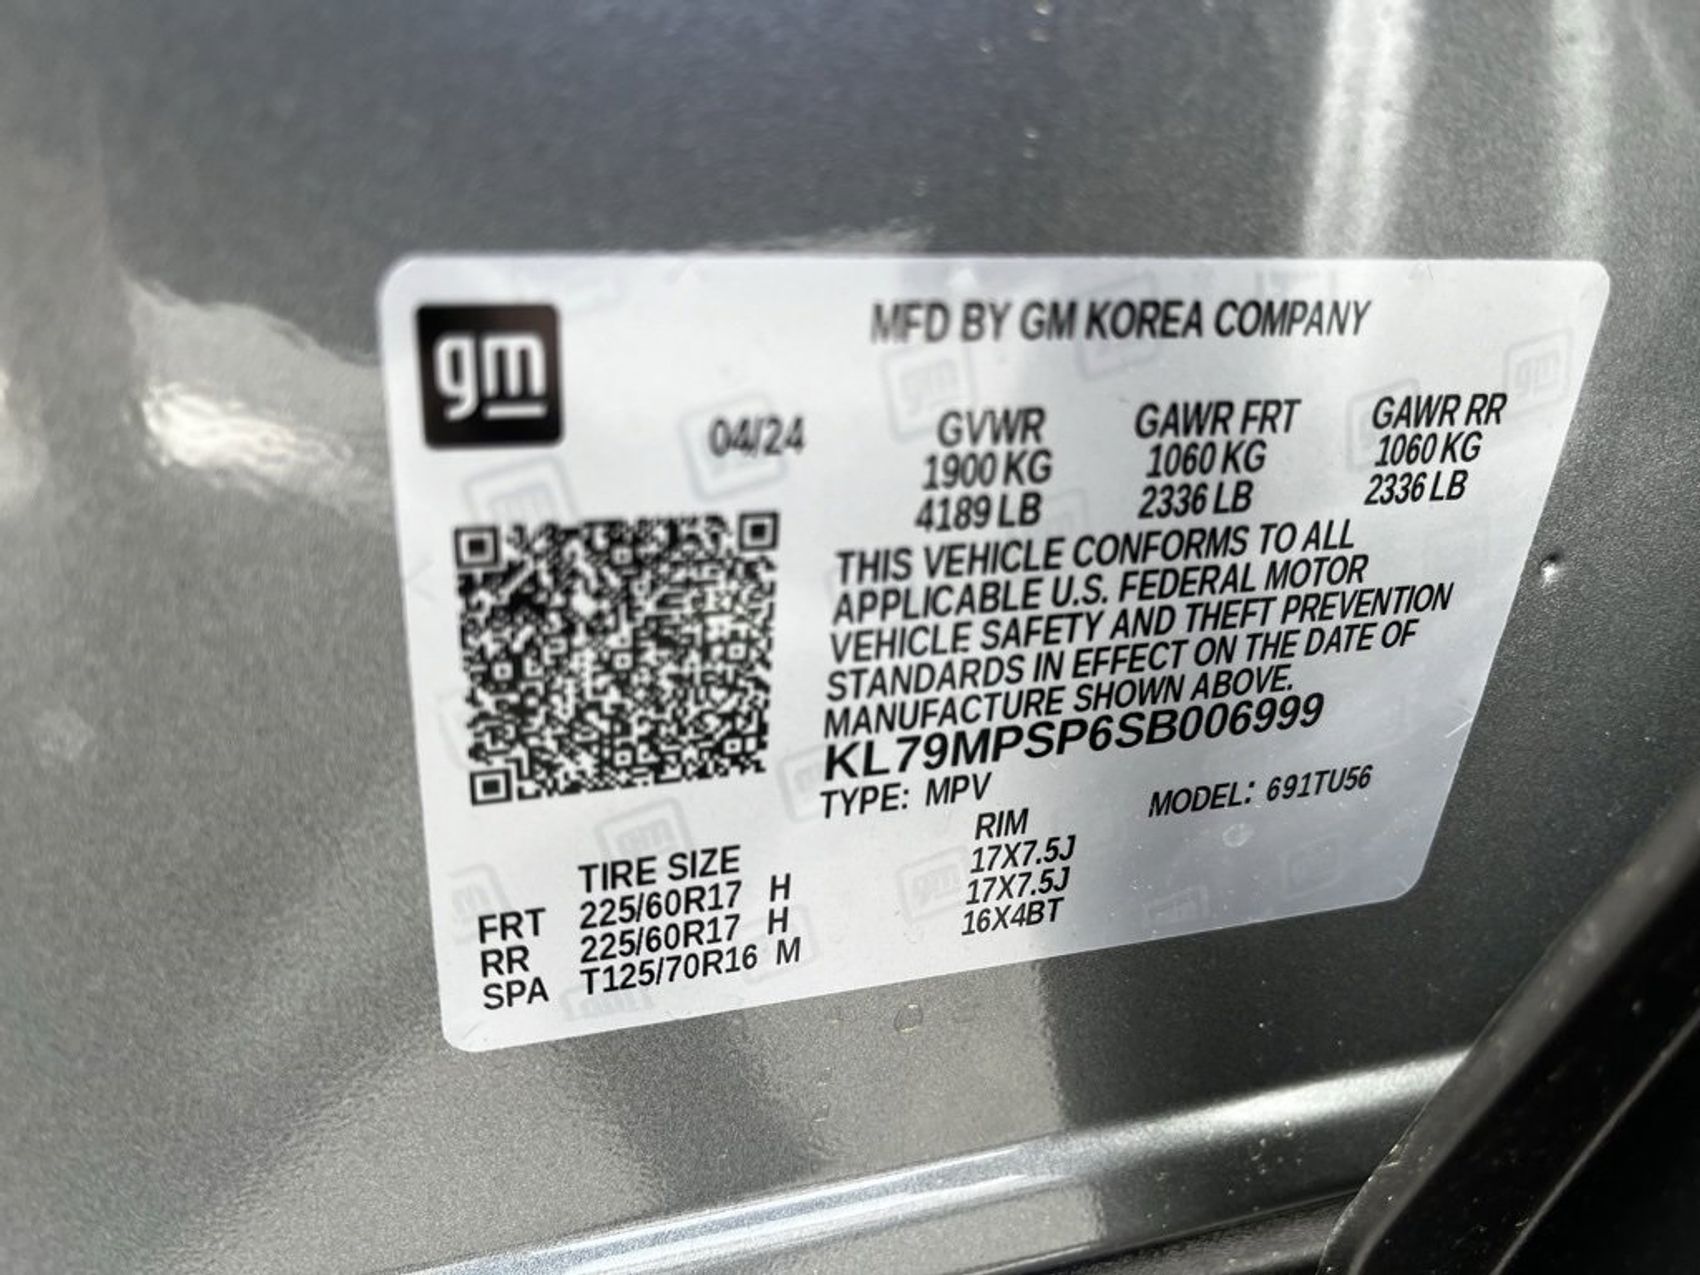 gm
MFD BY GM KOREA COMPANY
04/24 GVWR GAWR FRT GAWR RR
1900 KG 1060 KG 1060 KG
4189 LB 2336 LB 2336 LB
THIS VEHICLE CONFORMS TO ALL
APPLICABLE U.S. FEDERAL MOTOR
VEHICLE SAFETY AND THEFT PREVENTION
STANDARDS IN EFFECT ON THE DATE OF
MANUFACTURE SHOWN ABOVE.
KL79MPSP6SB006999
TYPE: MPV MODEL: 691TU56
TIRE SIZE RIM
FRT 225/60R17 H 17X7.5J
RR 225/60R17 H 17X7.5J
SPA T125/70R16 M 16X4BT